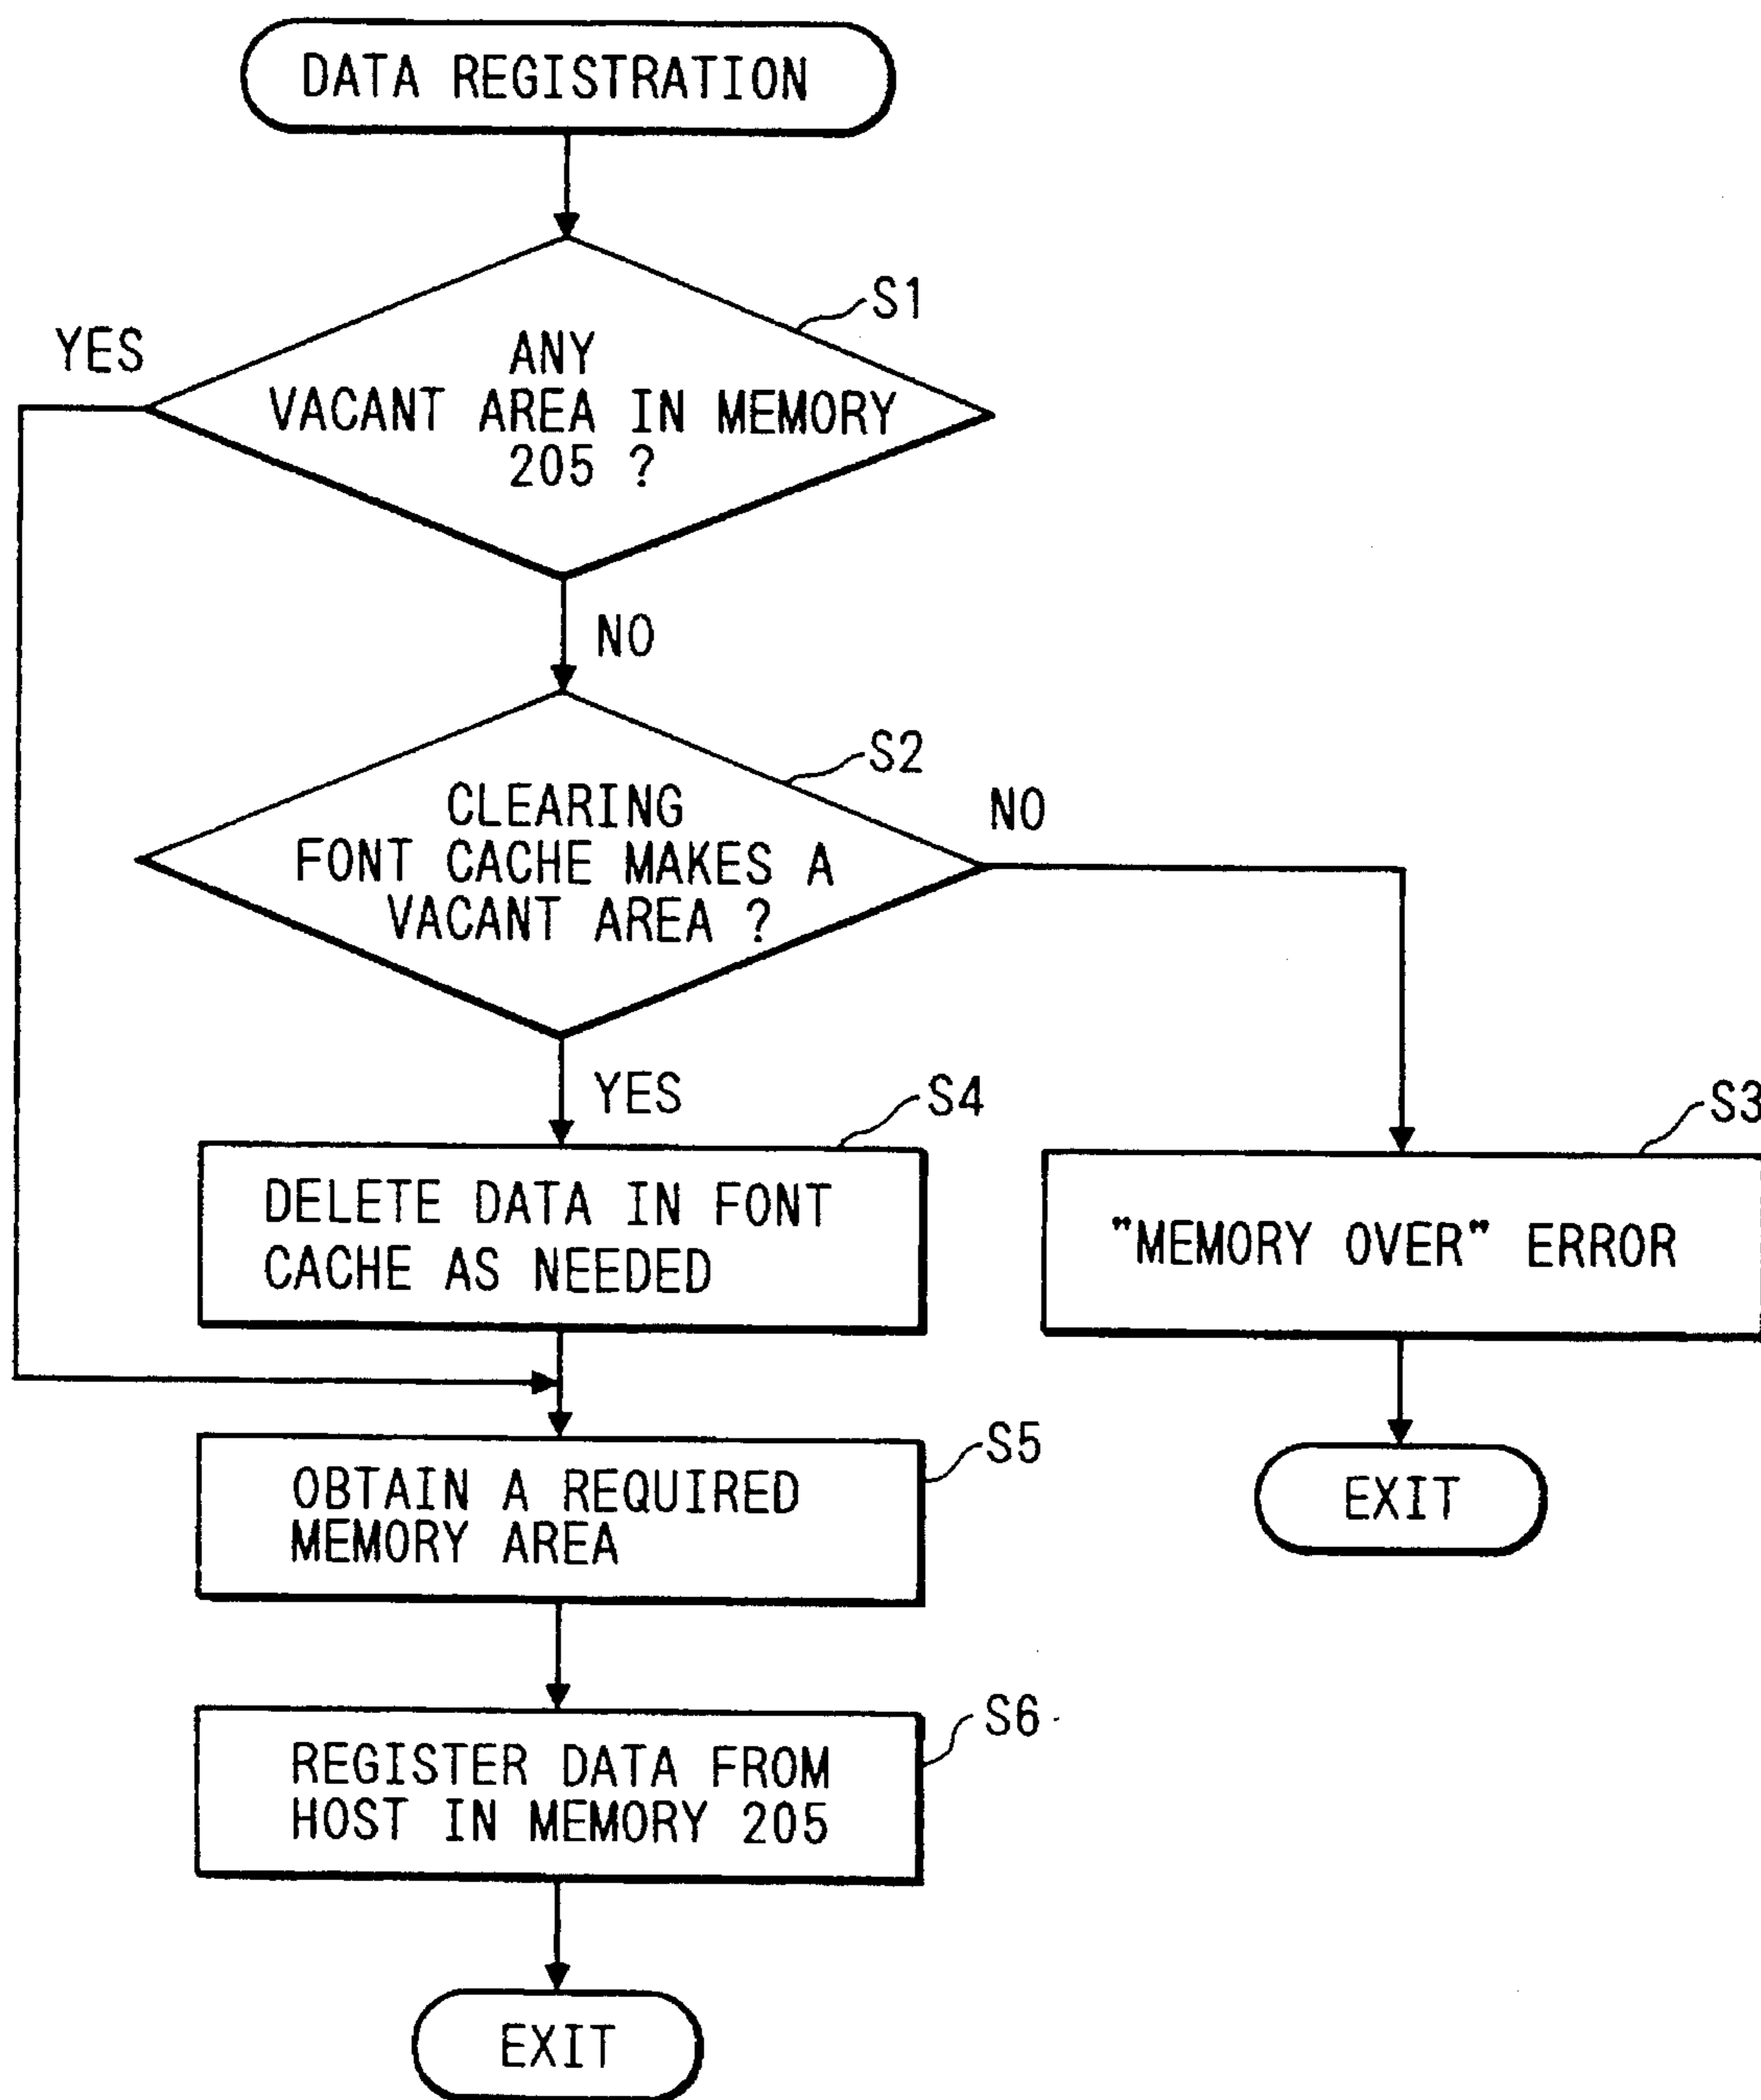 DATA REGISTRATION
S1
YES
ANY
VACANT AREA IN MEMORY
205 ?
NO
S2
CLEARING
FONT CACHE MAKES A
VACANT AREA ?
NO
YES
S4
S3
DELETE DATA IN FONT
CACHE AS NEEDED
"MEMORY OVER" ERROR
S5
OBTAIN A REQUIRED
MEMORY AREA
EXIT
S6
REGISTER DATA FROM
HOST IN MEMORY 205
EXIT